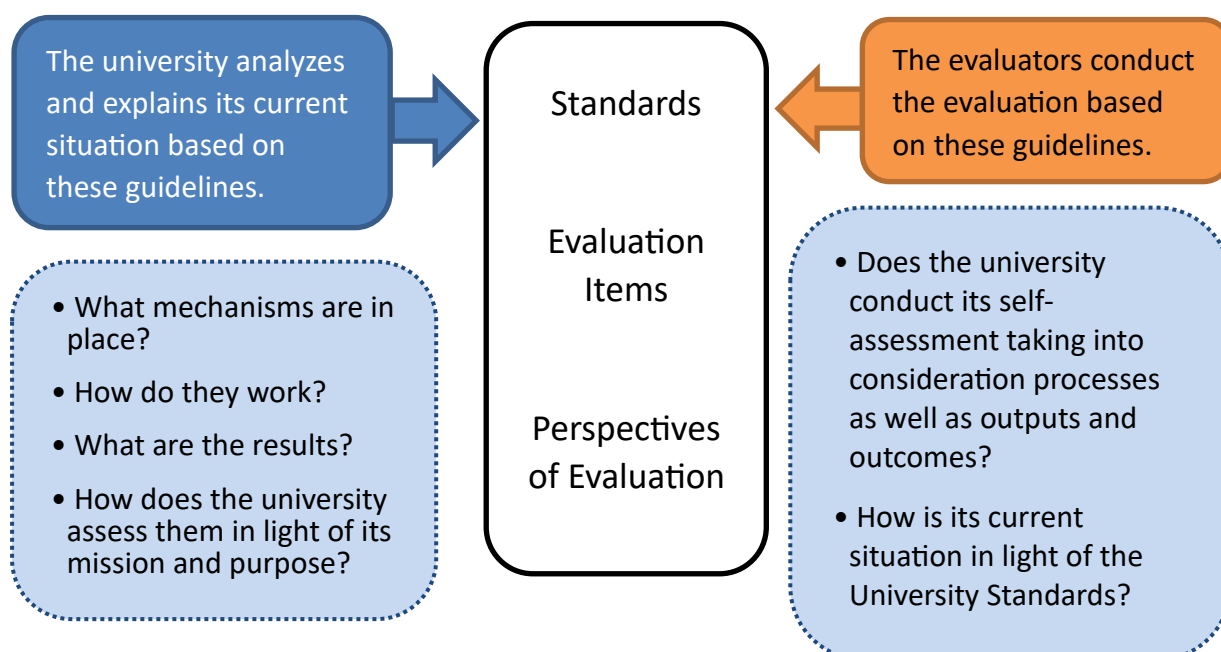 The university analyzes
and explains its current
situation based on
these guidelines.
• What mechanisms are in
place?
• How do they work?
• What are the results?
• How does the university
assess them in light of its
mission and purpose?
Standards
Evaluation
Items
Perspectives
of Evaluation
The evaluators conduct
the evaluation based
on these guidelines.
• Does the university
conduct its self-
assessment taking into
consideration processes
as well as outputs and
outcomes?
• How is its current
situation in light of the
University Standards?